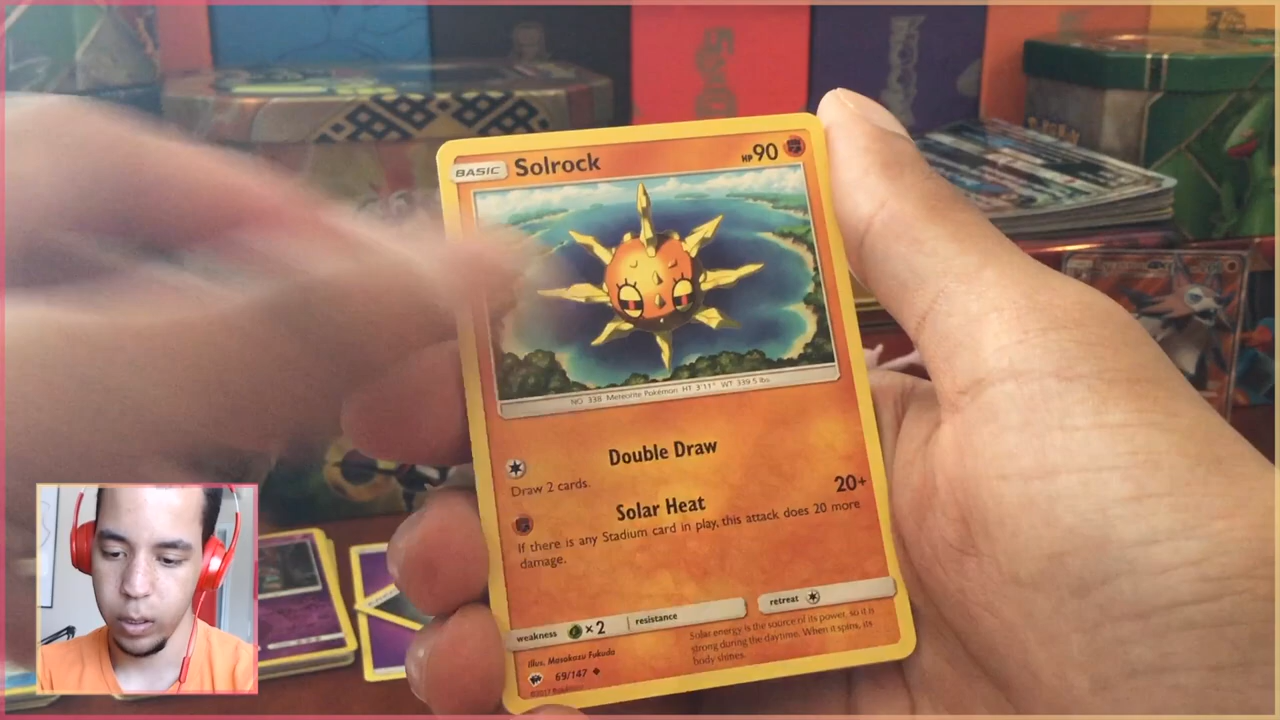 BASIC Solrock HP 90
NO 338 Meteorite Pokémon HT 3'11" WT 339.5 lbs
Double Draw
Draw 2 cards.
Solar Heat 20+
If there is any Stadium card in play, this attack does 20 more
damage.
weakness ×2 resistance retreat
Solar energy is the source of its power, so it is
strong during the daytime. When it spins, its
body shines.
Illus. Masakazu Fukuda
69/147
©2017 Pokémon